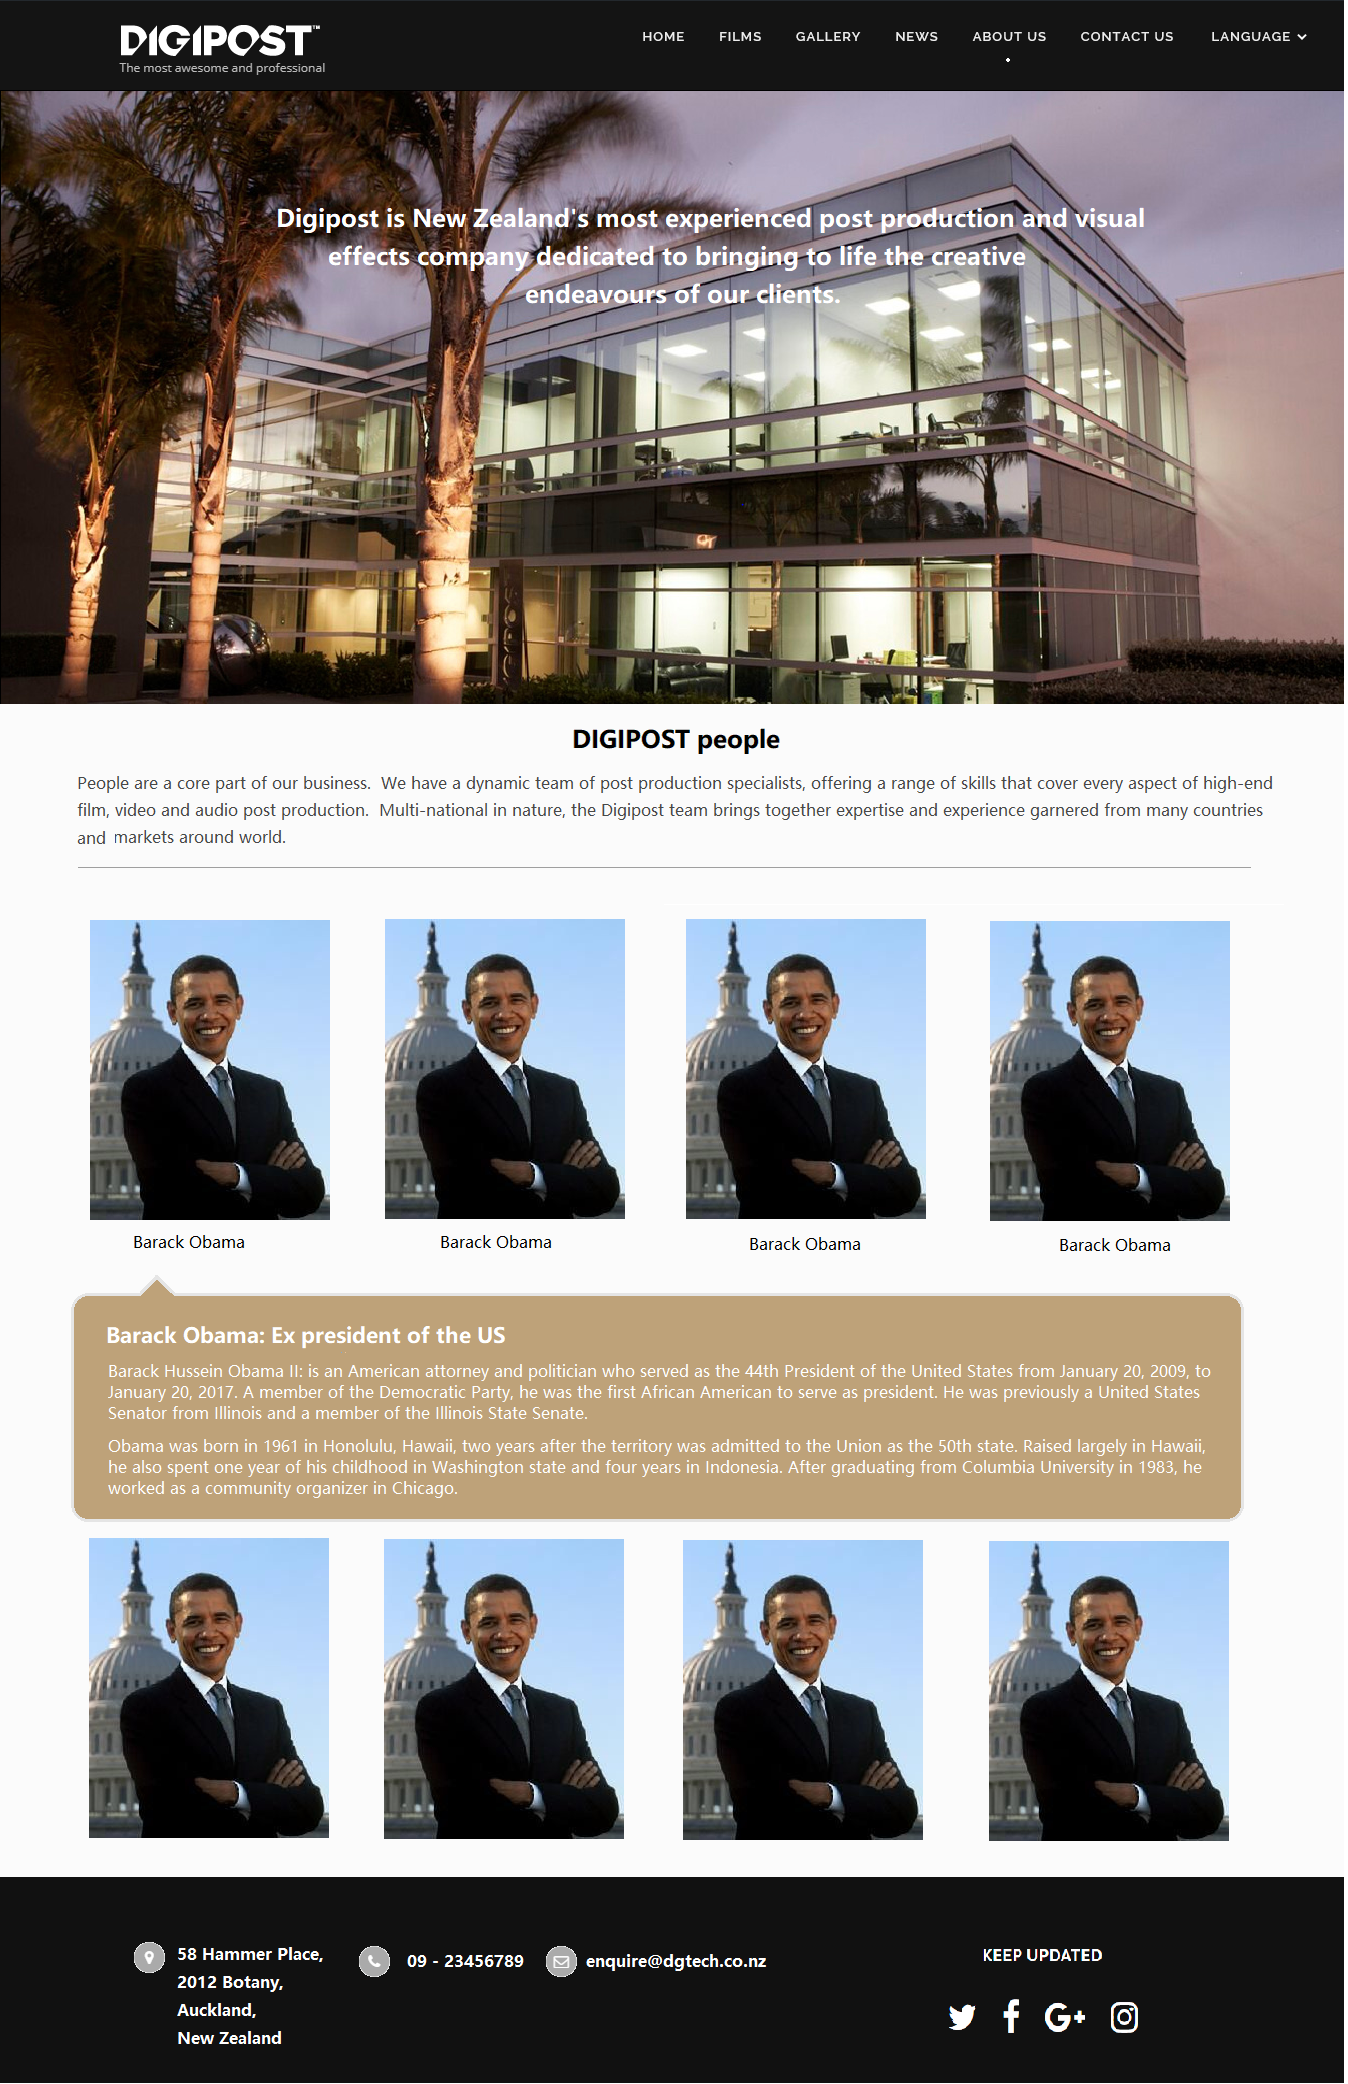 DIGIPOST™
The most awesome and professional
HOME FILMS GALLERY NEWS ABOUT US CONTACT US LANGUAGE
Digipost is New Zealand's most experienced post production and visual
effects company dedicated to bringing to life the creative
endeavours of our clients.
DIGIPOST people
People are a core part of our business. We have a dynamic team of post production specialists, offering a range of skills that cover every aspect of high-end
film, video and audio post production. Multi-national in nature, the Digipost team brings together expertise and experience garnered from many countries
and markets around world.
Barack Obama
Barack Obama
Barack Obama
Barack Obama
Barack Obama: Ex president of the US
Barack Hussein Obama II: is an American attorney and politician who served as the 44th President of the United States from January 20, 2009, to
January 20, 2017. A member of the Democratic Party, he was the first African American to serve as president. He was previously a United States
Senator from Illinois and a member of the Illinois State Senate.
Obama was born in 1961 in Honolulu, Hawaii, two years after the territory was admitted to the Union as the 50th state. Raised largely in Hawaii,
he also spent one year of his childhood in Washington state and four years in Indonesia. After graduating from Columbia University in 1983, he
worked as a community organizer in Chicago.
58 Hammer Place,
2012 Botany,
Auckland,
New Zealand
09 - 23456789
enquire@dgtech.co.nz
KEEP UPDATED